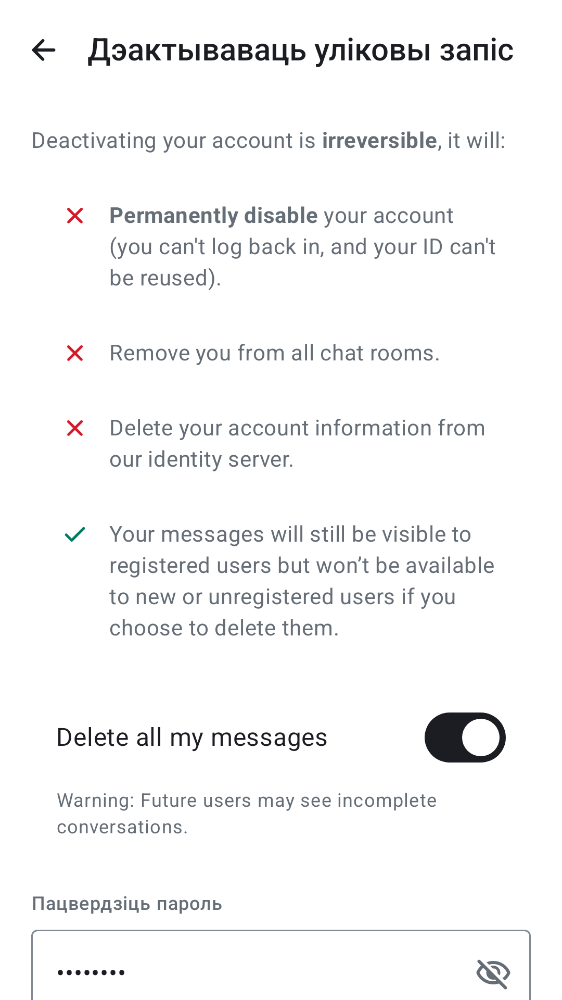 Дэактываваць уліковы запіс
Deactivating your account is irreversible, it will:
Permanently disable your account
(you can't log back in, and your ID can't
be reused).
Remove you from all chat rooms.
Delete your account information from
our identity server.
Your messages will still be visible to
registered users but won’t be available
to new or unregistered users if you
choose to delete them.
Delete all my messages
Warning: Future users may see incomplete
conversations.
Пацвердзіць пароль
••••••••